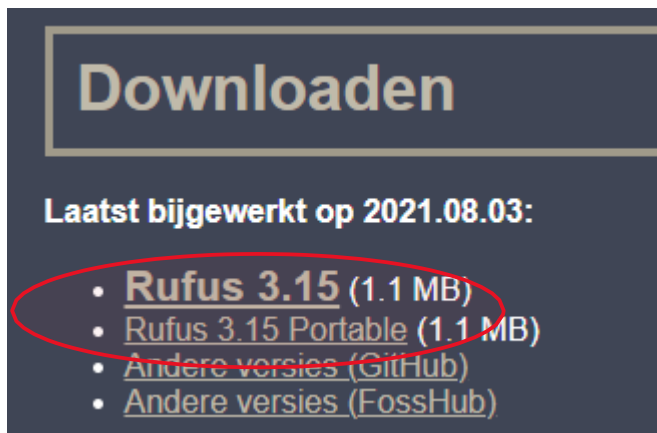 Downloaden
Laatst bijgewerkt op 2021.08.03:
• Rufus 3.15 (1.1 MB)
• Rufus 3.15 Portable (1.1 MB)
• Andere versies (GitHub)
• Andere versies (FossHub)